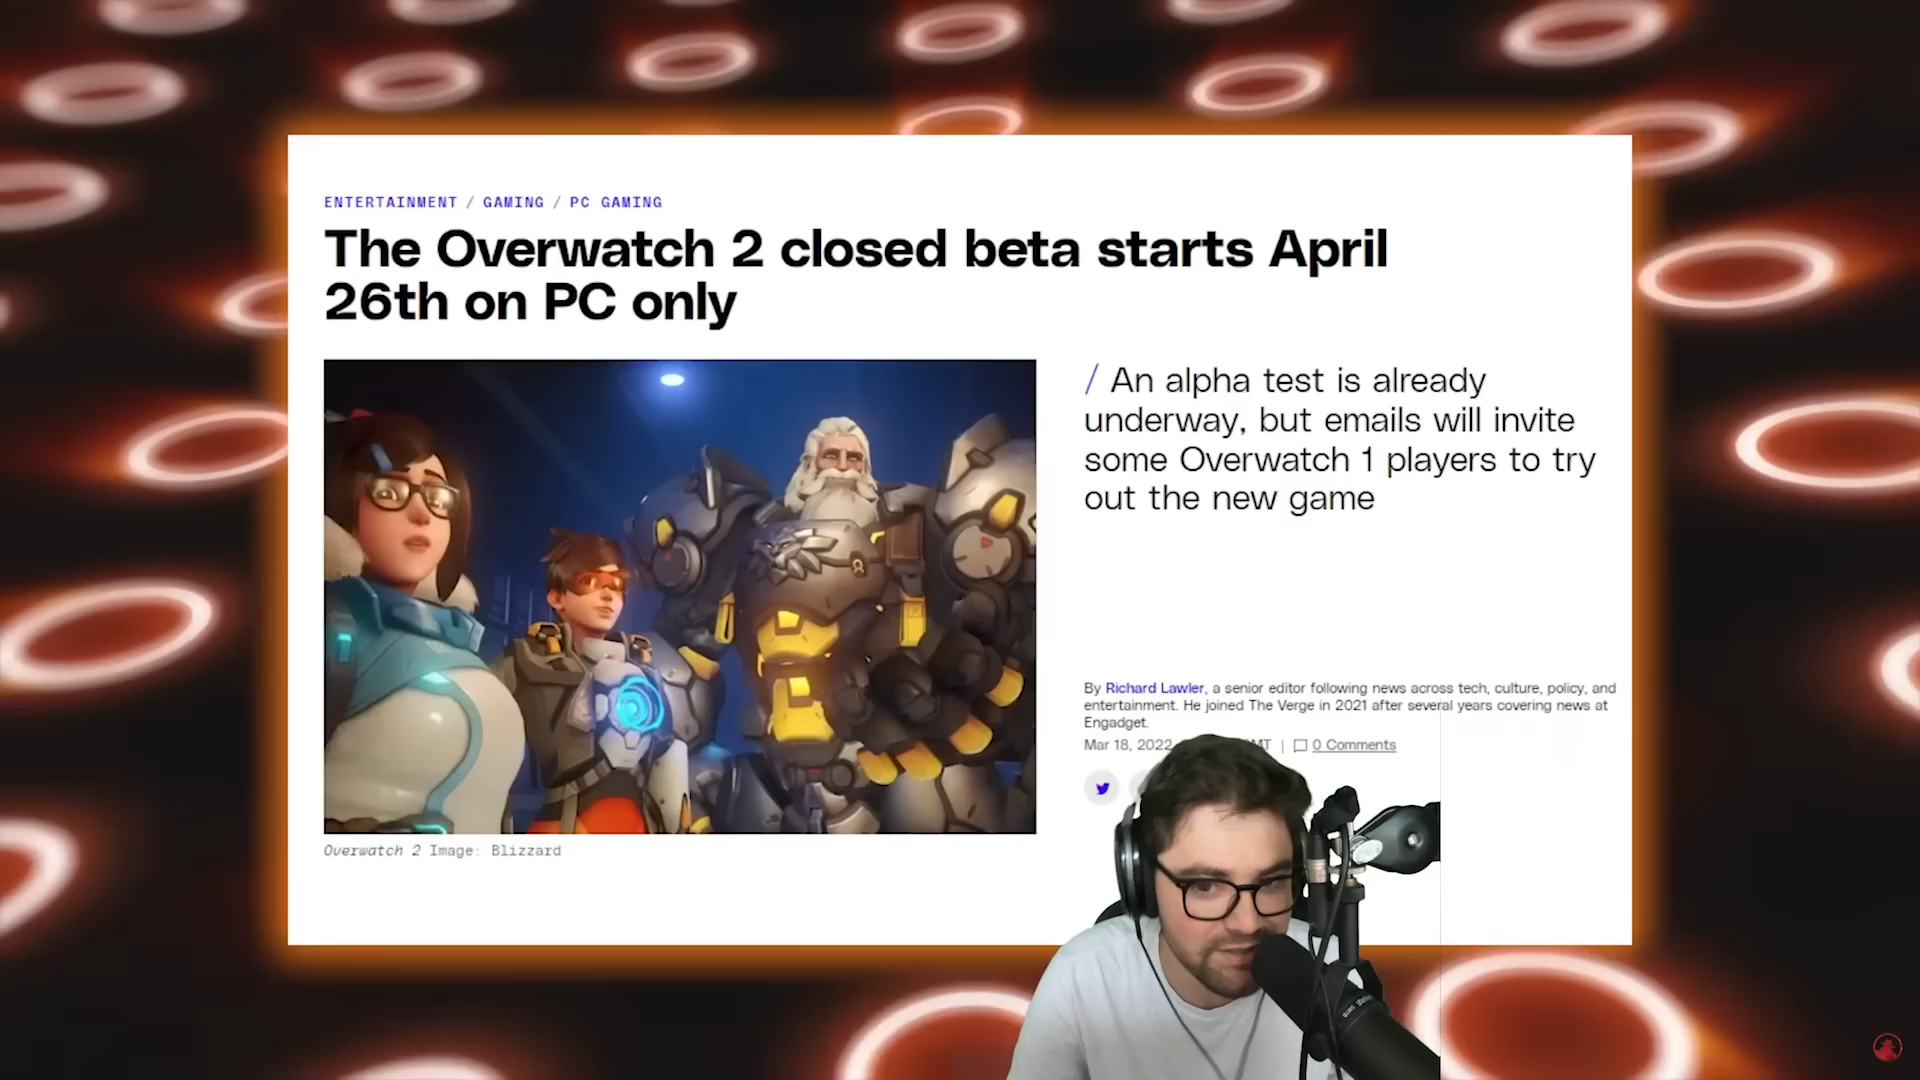 ENTERTAINMENT / GAMING / PC GAMING
The Overwatch 2 closed beta starts April
26th on PC only
/ An alpha test is already
underway, but emails will invite
some Overwatch 1 players to try
out the new game
By Richard Lawler, a senior editor following news across tech, culture, policy, and
entertainment. He joined The Verge in 2021 after several years covering news at
Engadget.
Mar 18, 2022 | 0 Comments
Overwatch 2 Image: Blizzard